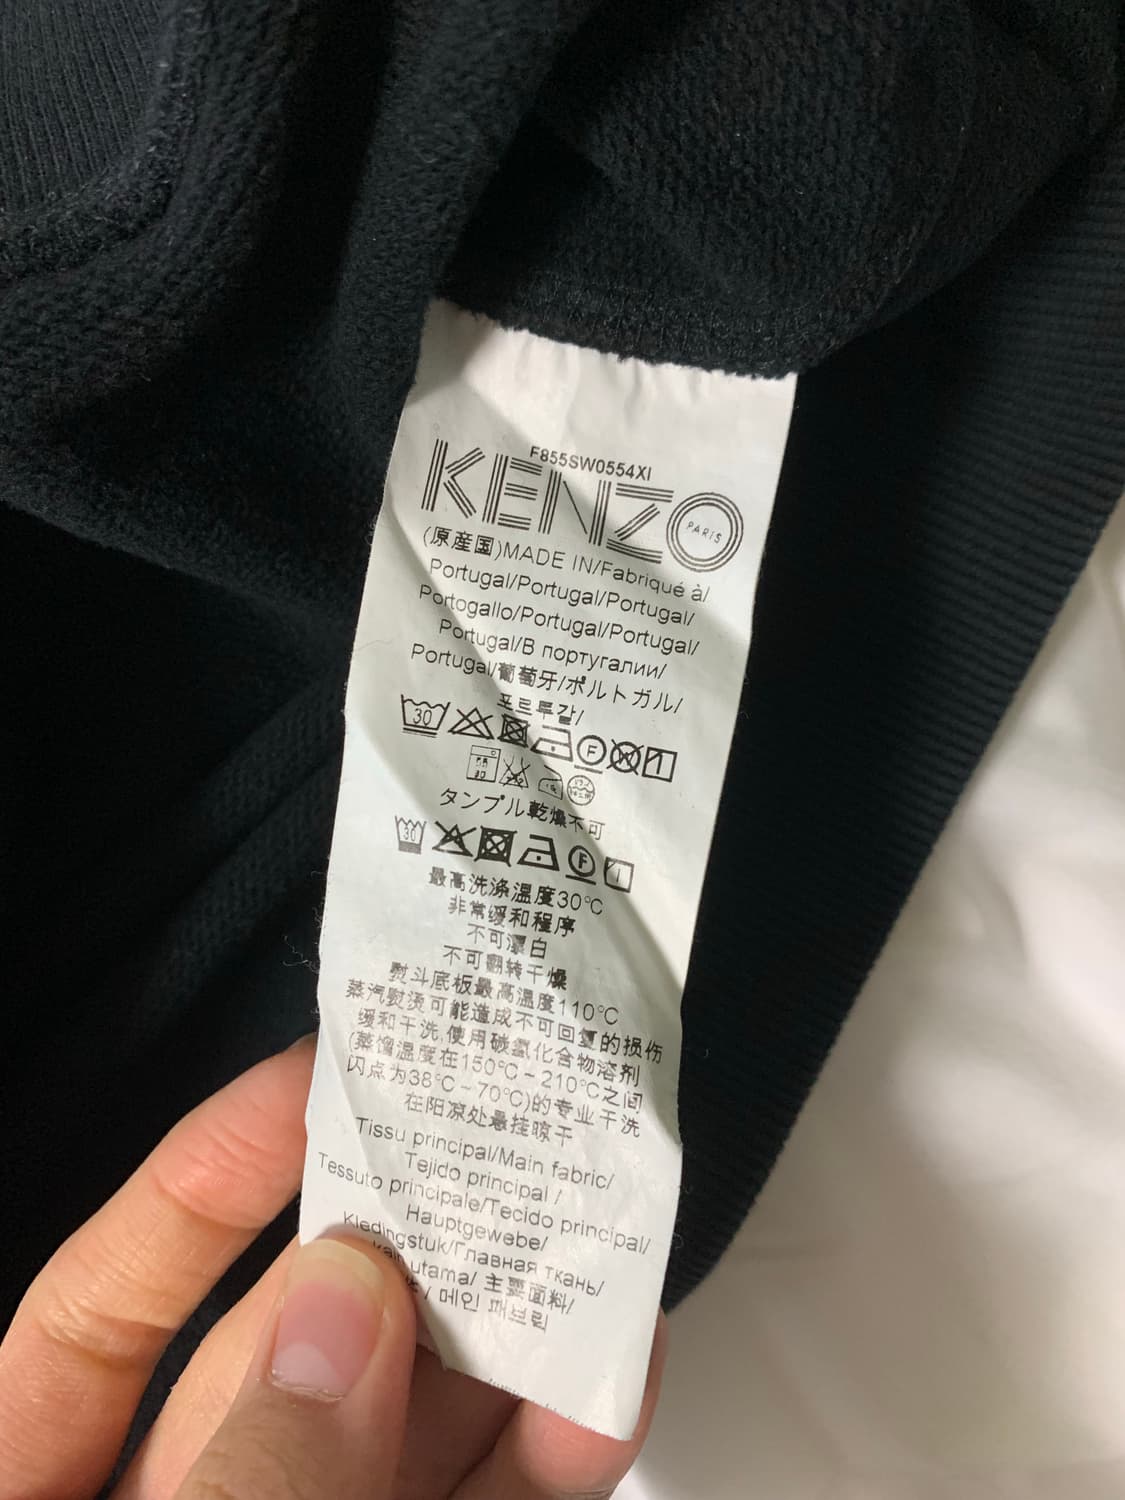 F855SW0554XI
KENZO
PARIS
(原産国)MADE IN/Fabriqué à/
Portugal/Portugal/Portugal/
Portogallo/Portugal/Portugal/
Portugal/В португалии/
Portugal/葡萄牙/ポルトガル/
포르투갈/
30 F W 1
タンプル乾燥不可
30 F 1
最高洗涤温度30°C
非常缓和程序
不可漂白
不可翻转干燥
熨斗底板最高温度110°C
蒸汽熨烫可能造成不可回复的损伤
缓和干洗,使用碳氢化合物溶剂
(蒸馏温度在150°C-210°C之间
闪点为38°C-70°C)的专业干洗
在阳凉处悬挂晾干
Tissu principal/Main fabric/
Tejido principal /
Tessuto principale/Tecido principal/
Hauptgewebe/
Kledingstuk/Главная ткань/
kain utama/ 主要面料/
/ 메인 패브릭